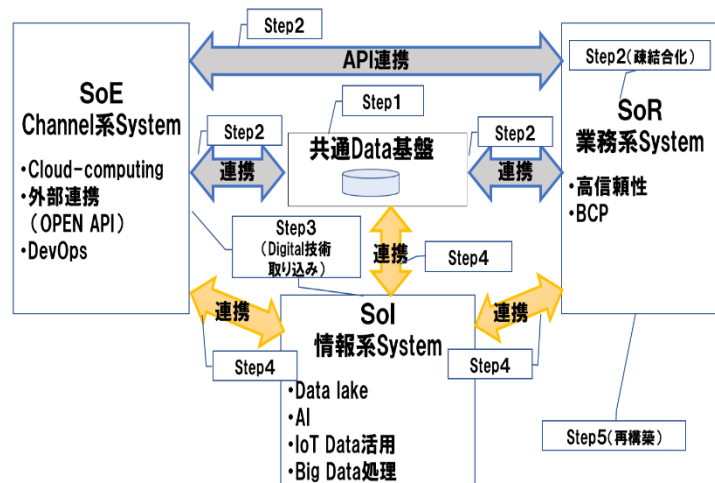 Step2
API連携
Step2(疎結合化)
SoE
Channel系System
・Cloud-computing
・外部連携
(OPEN API)
・DevOps
Step1
Step2
連携
共通Data基盤
Step2
連携
SoR
業務系System
・高信頼性
・BCP
Step3
(Digital技術
取り込み)
連携
Step4
連携
Step4
SoI
情報系System
・Data lake
・AI
・IoT Data活用
・Big Data処理
連携
Step4
Step5(再構築)